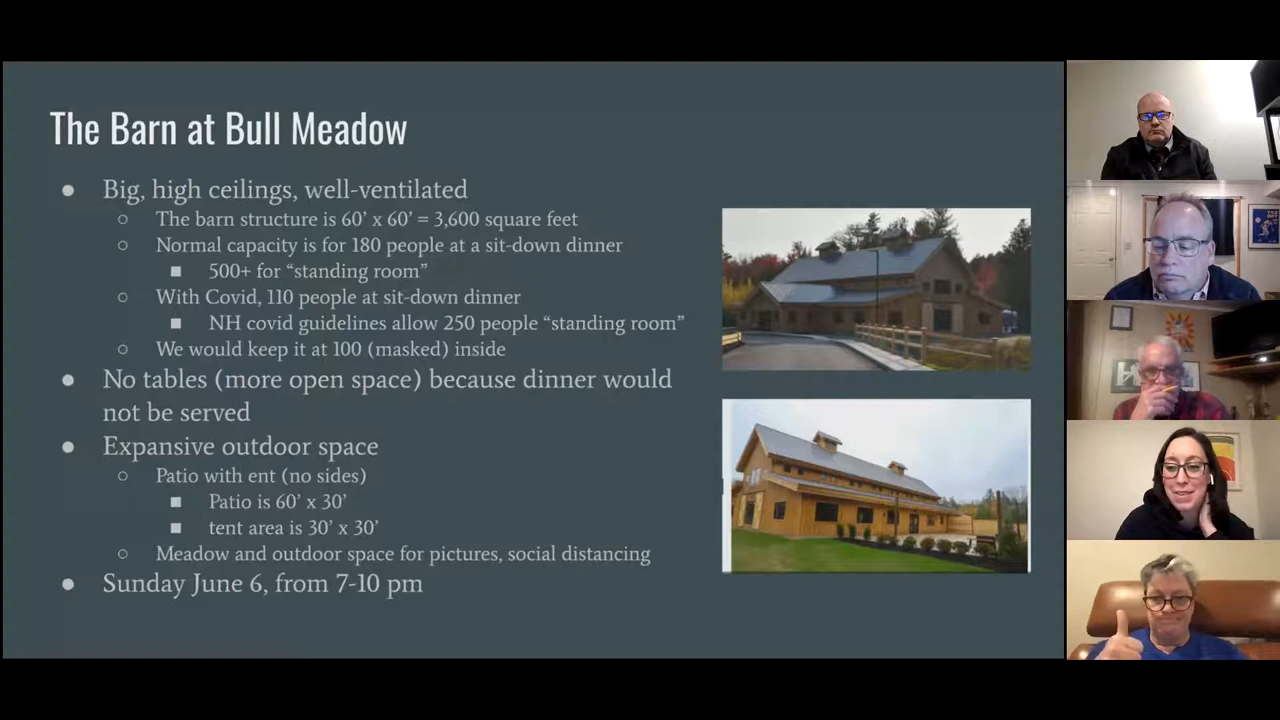 The Barn at Bull Meadow
● Big, high ceilings, well-ventilated
○ The barn structure is 60’ x 60’ = 3,600 square feet
○ Normal capacity is for 180 people at a sit-down dinner
■ 500+ for “standing room”
○ With Covid, 110 people at sit-down dinner
■ NH covid guidelines allow 250 people “standing room”
○ We would keep it at 100 (masked) inside
● No tables (more open space) because dinner would
not be served
● Expansive outdoor space
○ Patio with ent (no sides)
■ Patio is 60’ x 30’
■ tent area is 30’ x 30’
○ Meadow and outdoor space for pictures, social distancing
● Sunday June 6, from 7-10 pm